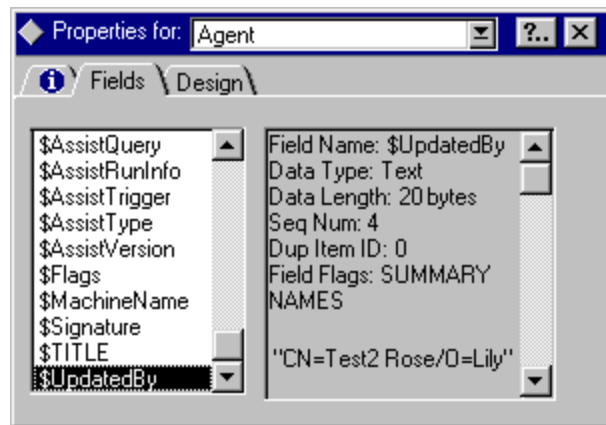 Properties for: Agent
?..
i Fields Design
$AssistQuery
$AssistRunInfo
$AssistTrigger
$AssistType
$AssistVersion
$Flags
$MachineName
$Signature
$TITLE
$UpdatedBy
Field Name: $UpdatedBy
Data Type: Text
Data Length: 20 bytes
Seq Num: 4
Dup Item ID: 0
Field Flags: SUMMARY
NAMES
"CN=Test2 Rose/O=Lily"